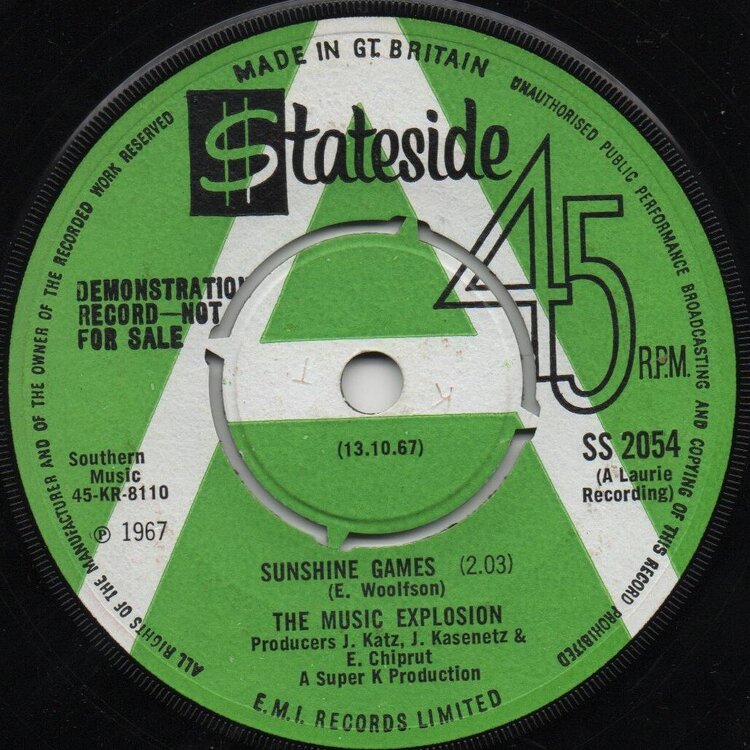 MADE IN GT. BRITAIN
UNAUTHORISED PUBLIC PERFORMANCE BROADCASTING AND COPYING OF THIS RECORD PROHIBITED
ALL RIGHTS OF THE MANUFACTURER AND OF THE OWNER OF THE RECORDED WORK RESERVED
$tateside
45
R.P.M.
DEMONSTRATION
RECORD—NOT
FOR SALE
A
(13.10.67)
Southern
Music
45-KR-8110
℗ 1967
SS 2054
(A Laurie
Recording)
SUNSHINE GAMES (2.03)
(E. Woolfson)
THE MUSIC EXPLOSION
Producers J. Katz, J. Kasenetz &
E. Chiprut
A Super K Production
E.M.I. RECORDS LIMITED